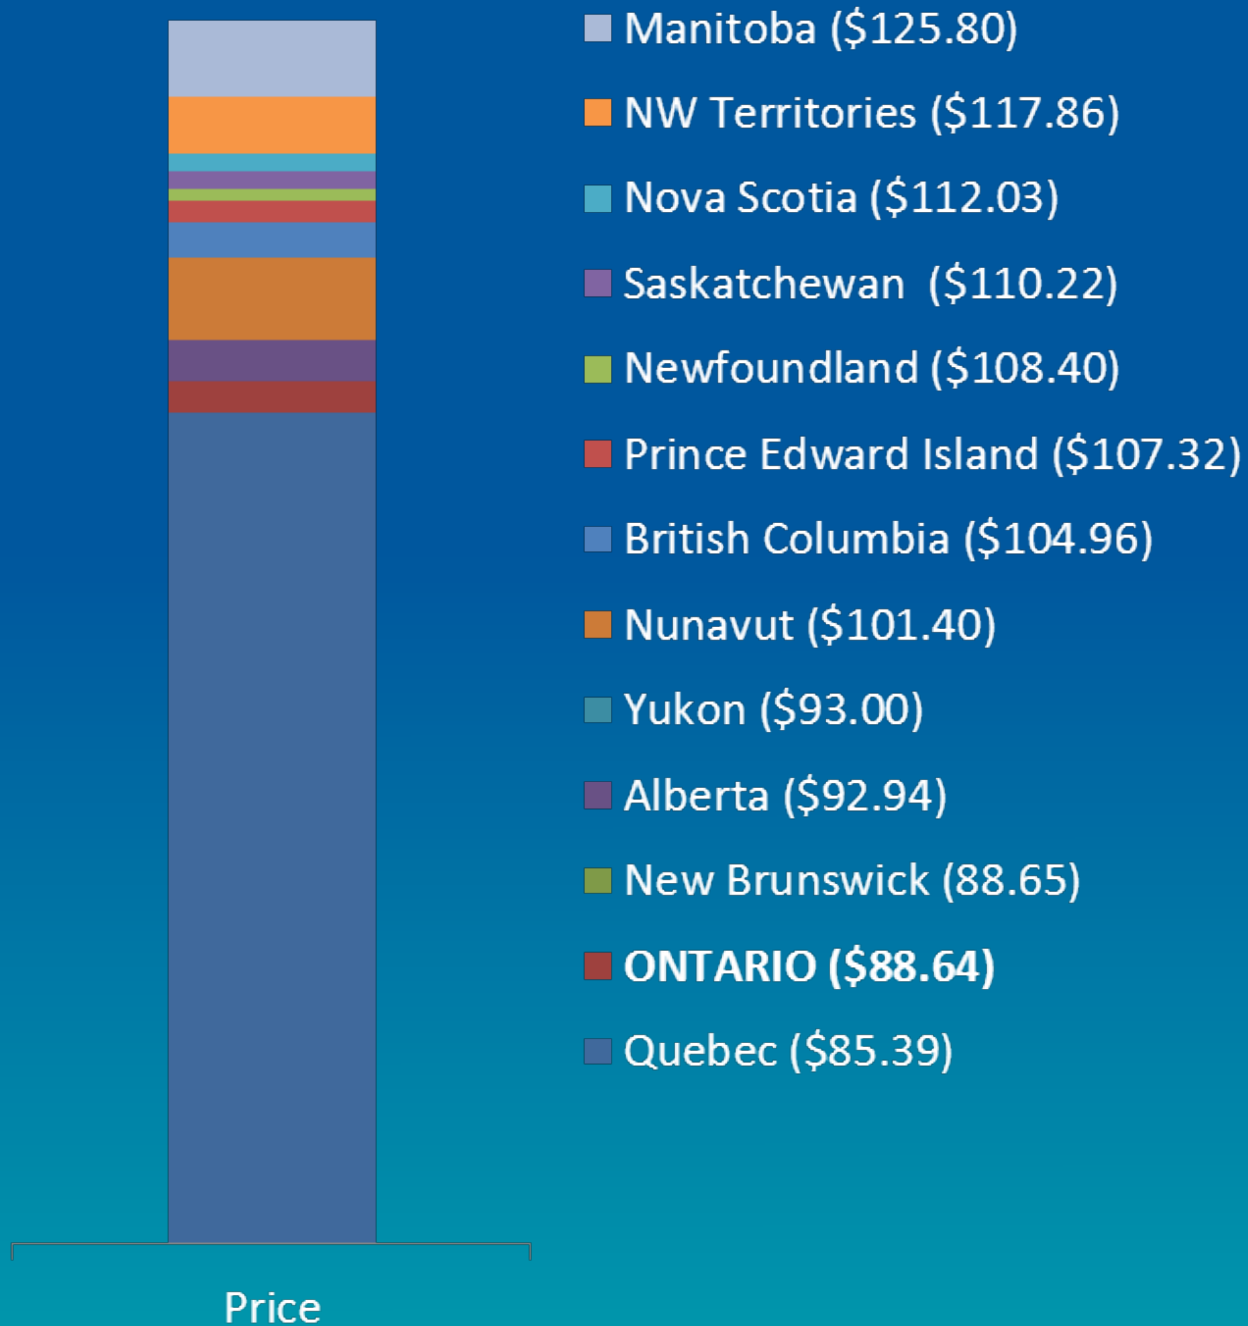 Manitoba ($125.80)
NW Territories ($117.86)
Nova Scotia ($112.03)
Saskatchewan  ($110.22)
Newfoundland ($108.40)
Prince Edward Island ($107.32)
British Columbia ($104.96)
Nunavut ($101.40)
Yukon ($93.00)
Alberta ($92.94)
New Brunswick (88.65)
ONTARIO ($88.64)
Quebec ($85.39)
Price